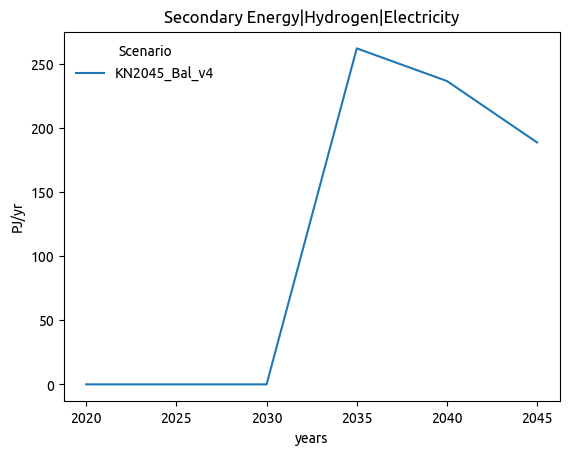 Secondary Energy|Hydrogen|Electricity
Scenario
KN2045_Bal_v4
PJ/yr
250
200
150
100
50
0
2020 2025 2030 2035 2040 2045
years